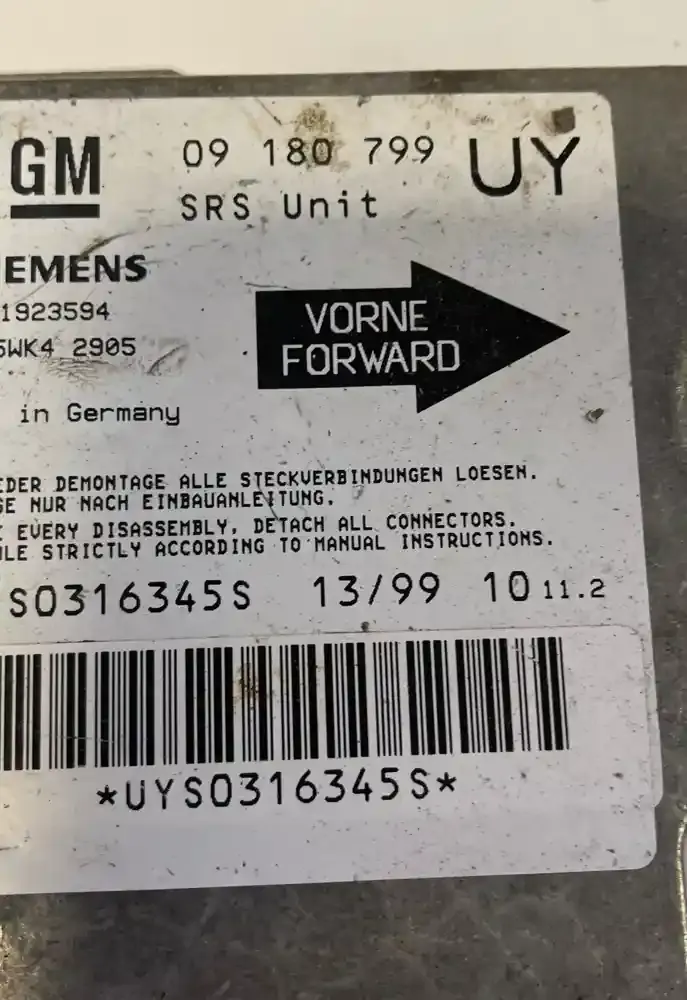 GM 09 180 799 UY
SRS Unit
EMENS
1923594
5WK4 2905
VORNE
FORWARD
in Germany
EDER DEMONTAGE ALLE STECKVERBINDUNGEN LOESEN.
GE NUR NACH EINBAUANLEITUNG.
EVERY DISASSEMBLY, DETACH ALL CONNECTORS.
LE STRICTLY ACCORDING TO MANUAL INSTRUCTIONS.
S0316345S 13/99 10 11.2
*UYS0316345S*